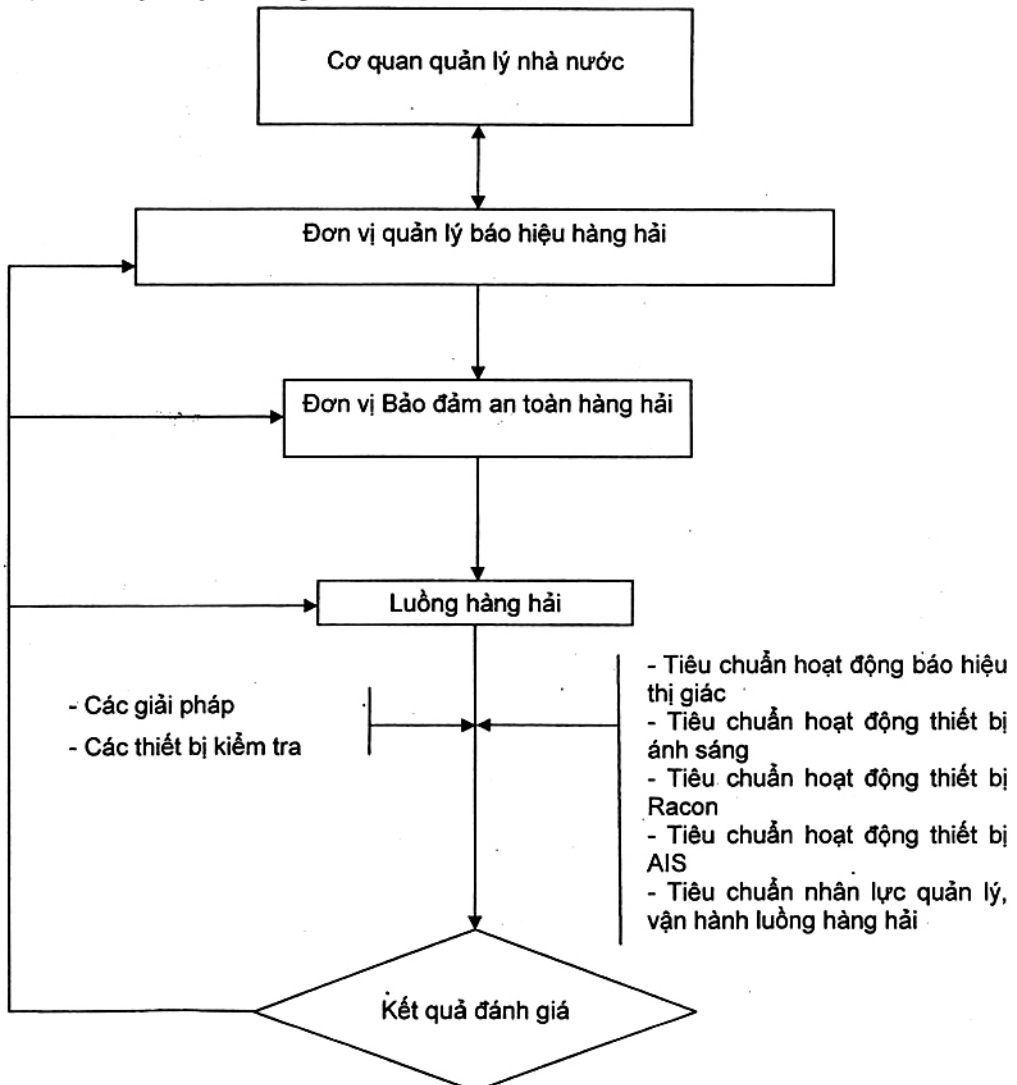 Cơ quan quản lý nhà nước
Đơn vị quản lý báo hiệu hàng hải
Đơn vị Bảo đảm an toàn hàng hải
Luồng hàng hải
- Các giải pháp
- Các thiết bị kiểm tra
- Tiêu chuẩn hoạt động báo hiệu
thị giác
- Tiêu chuẩn hoạt động thiết bị
ánh sáng
- Tiêu chuẩn hoạt động thiết bị
Racon
- Tiêu chuẩn hoạt động thiết bị
AIS
- Tiêu chuẩn nhân lực quản lý,
vận hành luồng hàng hải
Kết quả đánh giá